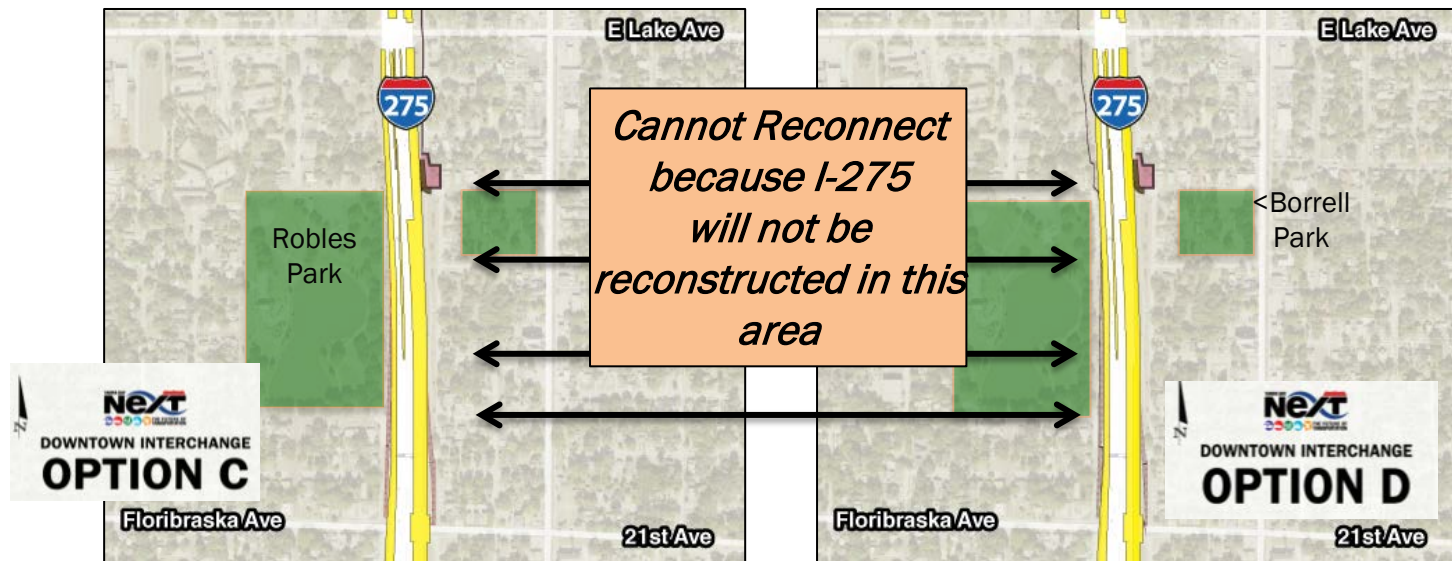 E Lake Ave
E Lake Ave
275
275
Cannot Reconnect
because I-275
will not be
reconstructed in this
area
Robles
Park
<Borrell
Park
NexT
DOWNTOWN INTERCHANGE
OPTION C
NexT
DOWNTOWN INTERCHANGE
OPTION D
Floribraska Ave
21st Ave
Floribraska Ave
21st Ave